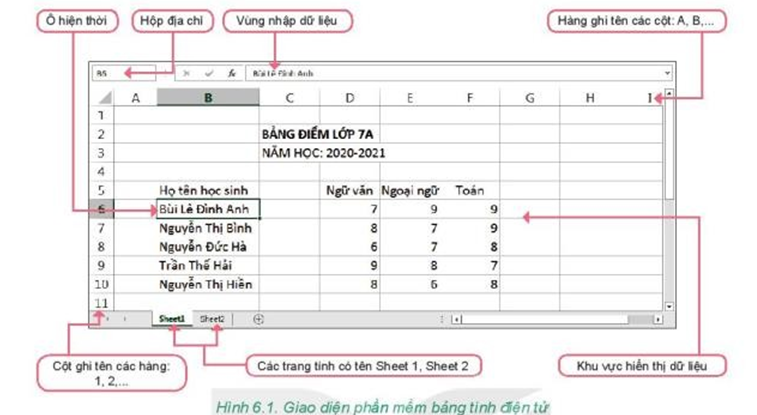 Ô hiện thời Hộp địa chỉ Vùng nhập dữ liệu Hàng ghi tên các cột: A, B,...
B6 fx Bùi Lê Đình Anh
A B C D E F G H I
1
2 BẢNG ĐIỂM LỚP 7A
3 NĂM HỌC: 2020-2021
4
5 Họ tên học sinh Ngữ văn Ngoại ngữ Toán
6 Bùi Lê Đình Anh 7 9 9
7 Nguyễn Thị Bình 8 7 9
8 Nguyễn Đức Hà 6 7 8
9 Trần Thế Hải 9 8 7
10 Nguyễn Thị Hiền 8 6 8
11
Sheet1 Sheet2
Cột ghi tên các hàng:
1, 2,...
Các trang tính có tên Sheet 1, Sheet 2
Khu vực hiển thị dữ liệu
Hình 6.1. Giao diện phần mềm bảng tính điện tử